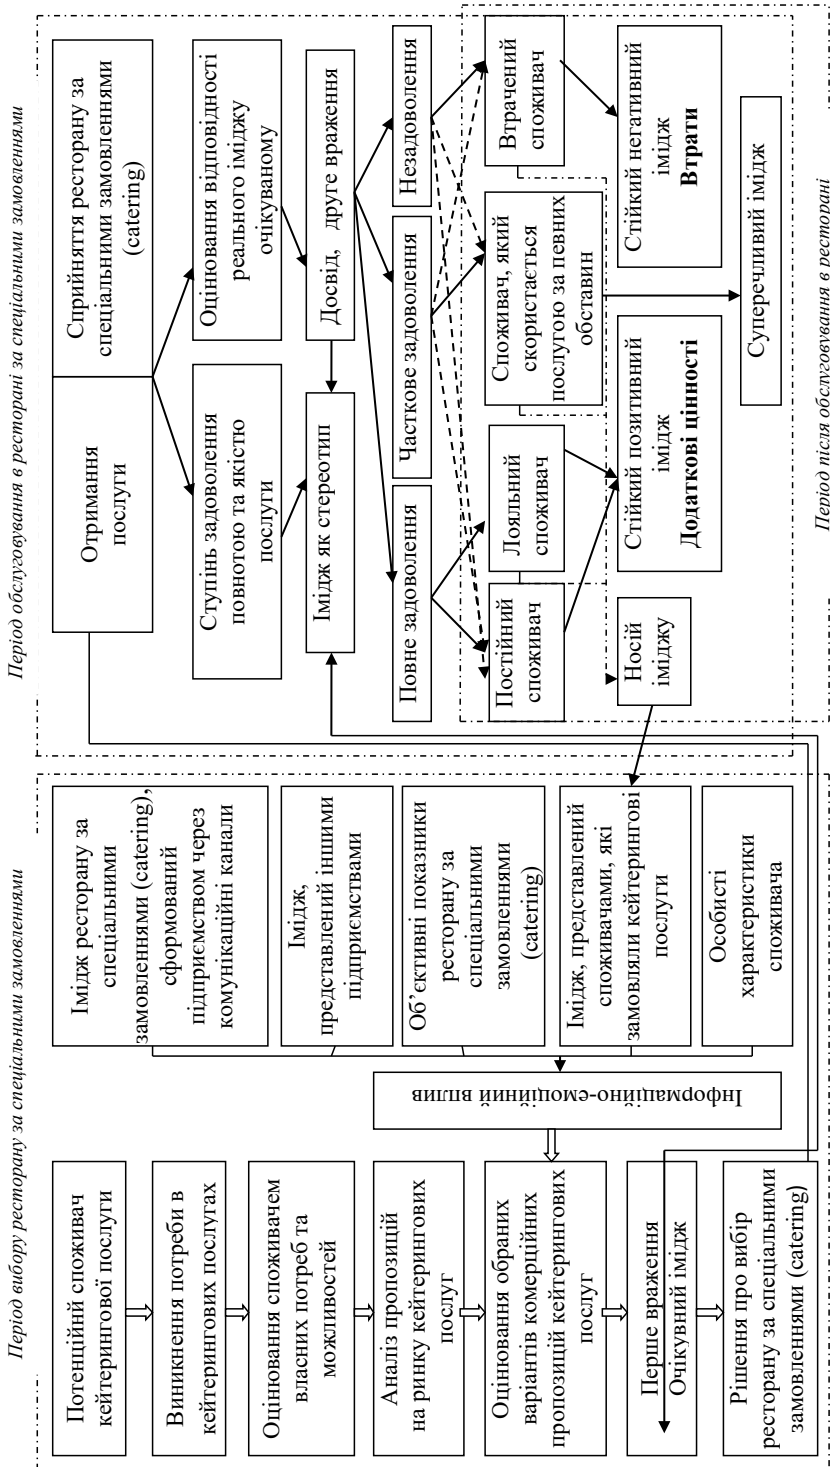 Період вибору ресторану за спеціальними замовленнями
Потенційнй споживач
кейтерингової послуги
Виникнення потреби в
кейтерингових послугах
Оцінювання споживачем
власних потреб та
можливостей
Аналіз пропозицій
на ринку кейтерингових
послуг
Оцінювання обраних
варіантів комерційних
пропозицій кейтерингових
послуг
Перше враження
Очікувний імідж
Рішення про вибір
ресторану за спеціальними
замовленнями (catering)
Інформаційно-емоційний вплив
Імідж ресторану за
спеціальними
замовленнями (catering),
сформований
підприємством через
комунікаційні канали
Імідж,
представлений іншими
підприємствами
Об’єктивні показники
ресторану за
спеціальними
замовленнями
(catering)
Імідж, представлений
споживачами, які
замовляли кейтерингові
послуги
Особисті
характеристики
споживача
Період обслуговування в ресторані за спеціальними замовленнями
Отримання
послуги
Сприйняття ресторану за
спеціальними замовленнями
(catering)
Ступінь задоволення
повнотою та якістю
послуги
Оцінювання відповідності
реального іміджу
очікуваному
Імідж як стереотип
Досвід, друге враження
Повне задоволення
Часткове задоволення
Незадоволення
Постійний
споживач
Лояльний
споживач
Споживач, який
скористається
послугою за певних
обставин
Втрачений
споживач
Носій
іміджу
Стійкий позитивний
імідж
Додаткові цінності
Стійкий негативний
імідж
Втрати
Суперечливий імідж
Період після обслуговування в ресторані